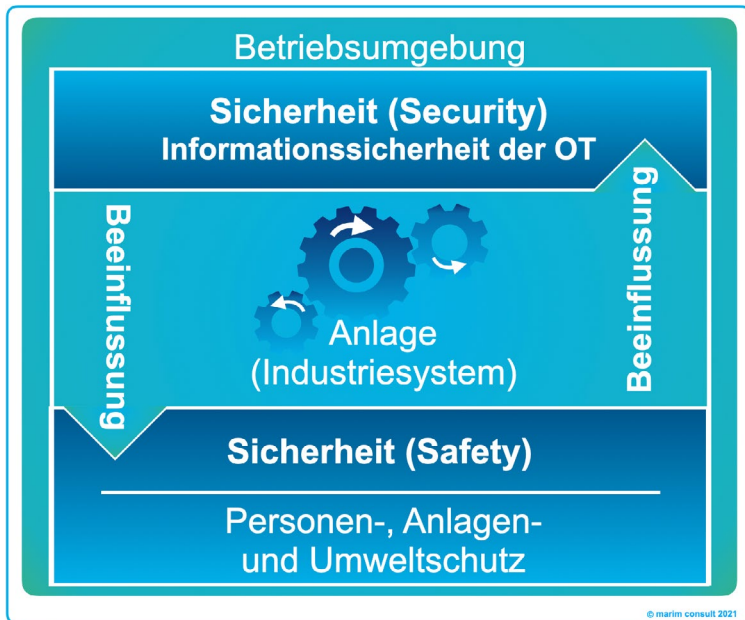 Betriebsumgebung
Sicherheit (Security)
Informationssicherheit der OT
Beeinflussung
Beeinflussung
Anlage
(Industriesystem)
Sicherheit (Safety)
Personen-, Anlagen-
und Umweltschutz
© marim consult 2021